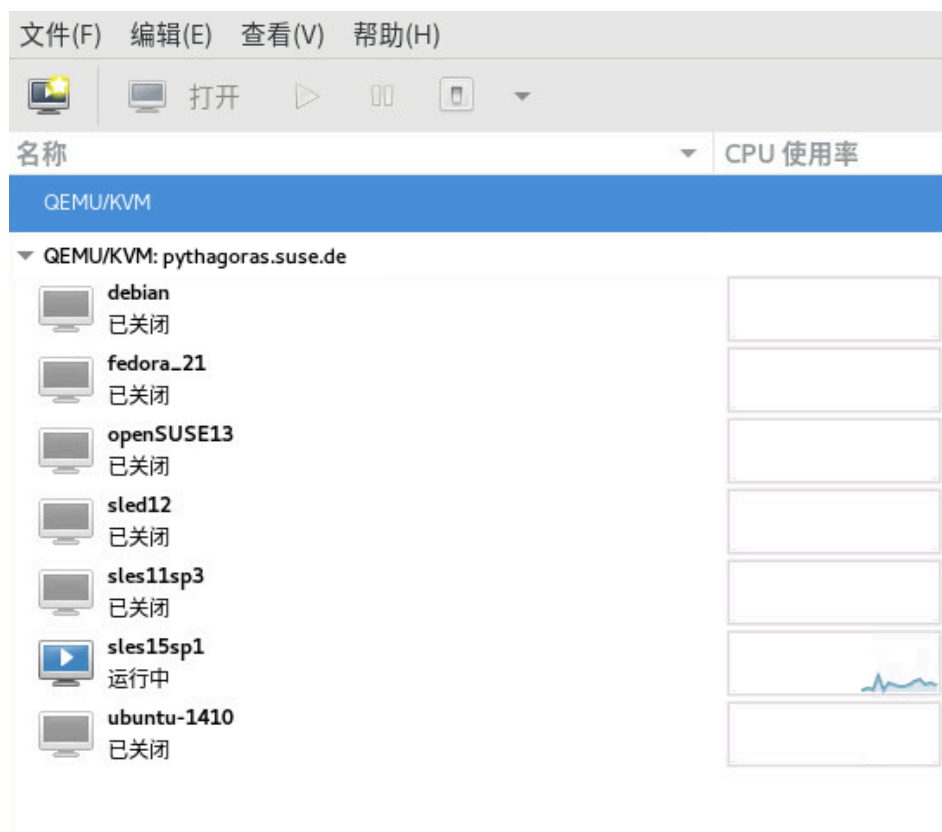 文件(F) 编辑(E) 查看(V) 帮助(H)
打开
名称 CPU 使用率
QEMU/KVM
QEMU/KVM: pythagoras.suse.de
debian
已关闭
fedora_21
已关闭
openSUSE13
已关闭
sled12
已关闭
sles11sp3
已关闭
sles15sp1
运行中
ubuntu-1410
已关闭